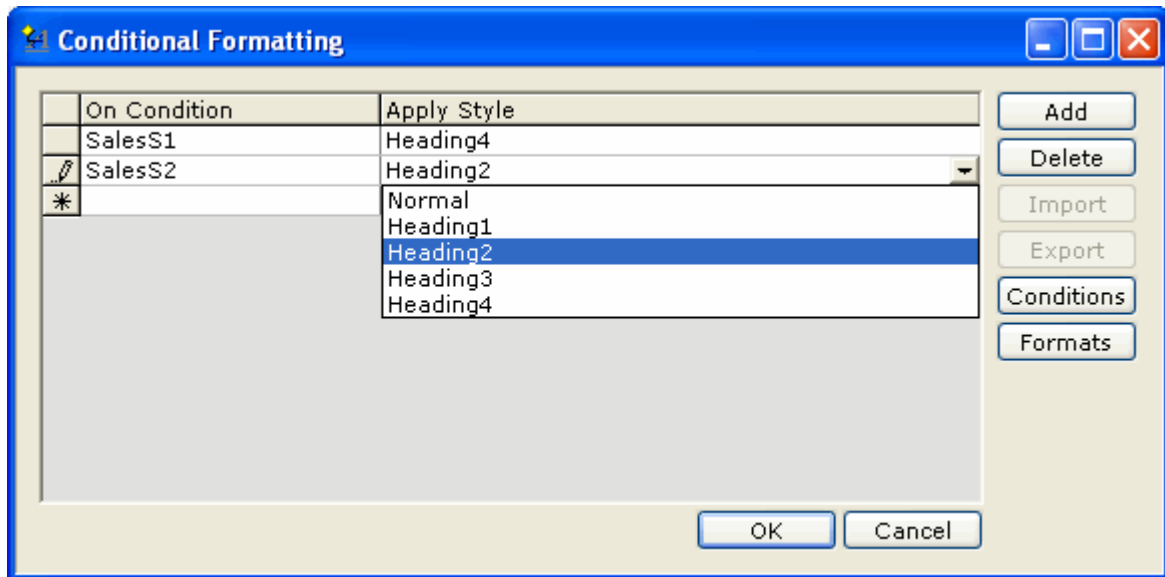 Conditional Formatting
On Condition Apply Style
SalesS1 Heading4
SalesS2 Heading2
Normal
Heading1
Heading2
Heading3
Heading4
Add
Delete
Import
Export
Conditions
Formats
OK Cancel